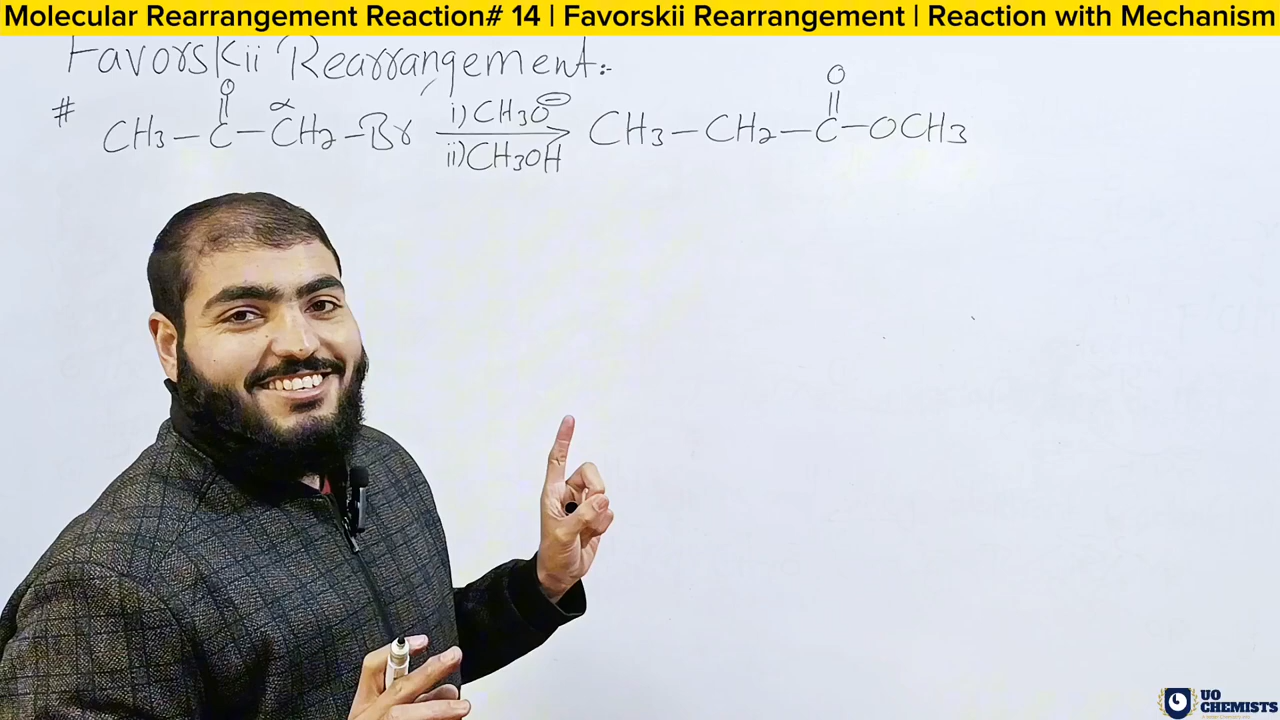 Molecular Rearrangement Reaction# 14 | Favorskii Rearrangement | Reaction with Mechanism
Favorskii Rearrangement:-
# CH3-C(=O)-CH2(α)-Br i) CH3O⊖ ii) CH3OH → CH3-CH2-C(=O)-OCH3
UO
CHEMISTS